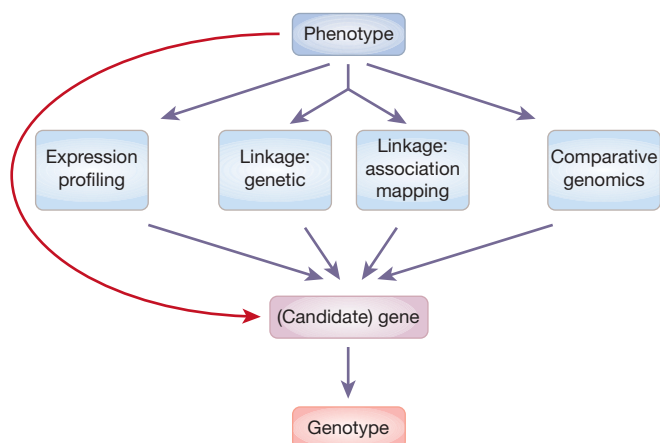 Phenotype
Expression
profiling
Linkage:
genetic
Linkage:
association
mapping
Comparative
genomics
(Candidate) gene
Genotype